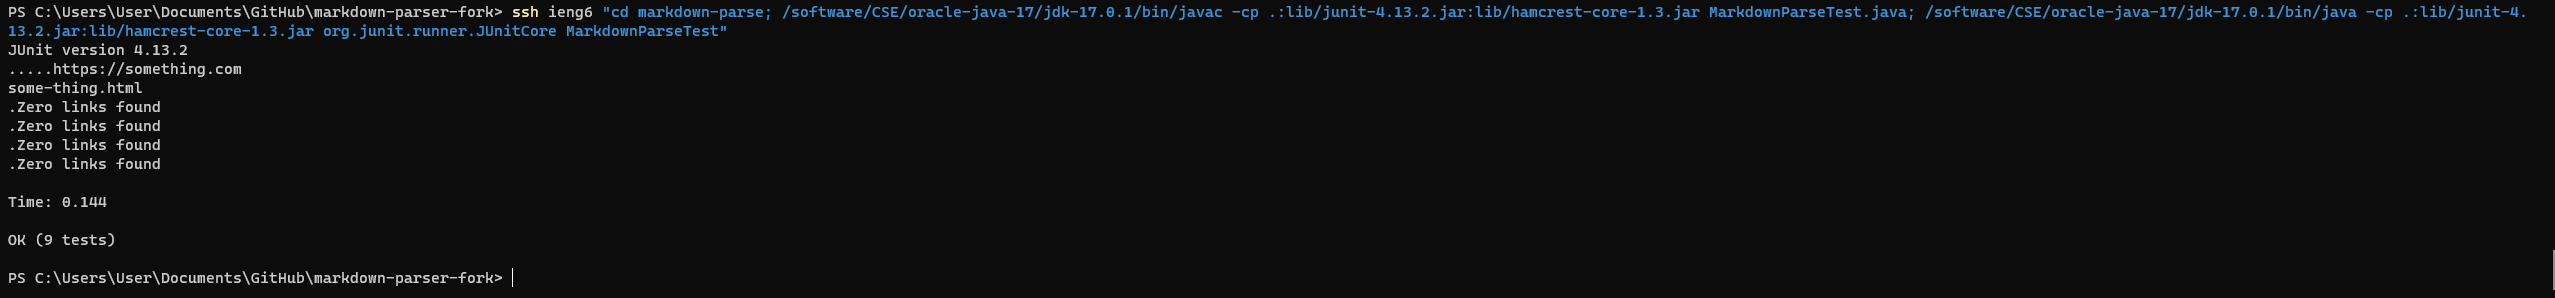 PS C:\Users\User\Documents\GitHub\markdown-parser-fork> ssh ieng6 "cd markdown-parse; /software/CSE/oracle-java-17/jdk-17.0.1/bin/javac -cp .:lib/junit-4.13.2.jar:lib/hamcrest-core-1.3.jar MarkdownParseTest.java; /software/CSE/oracle-java-17/jdk-17.0.1/bin/java -cp .:lib/junit-4.
13.2.jar:lib/hamcrest-core-1.3.jar org.junit.runner.JUnitCore MarkdownParseTest"
JUnit version 4.13.2
.....https://something.com
some-thing.html
.Zero links found
.Zero links found
.Zero links found
.Zero links found
Time: 0.144
OK (9 tests)
PS C:\Users\User\Documents\GitHub\markdown-parser-fork>